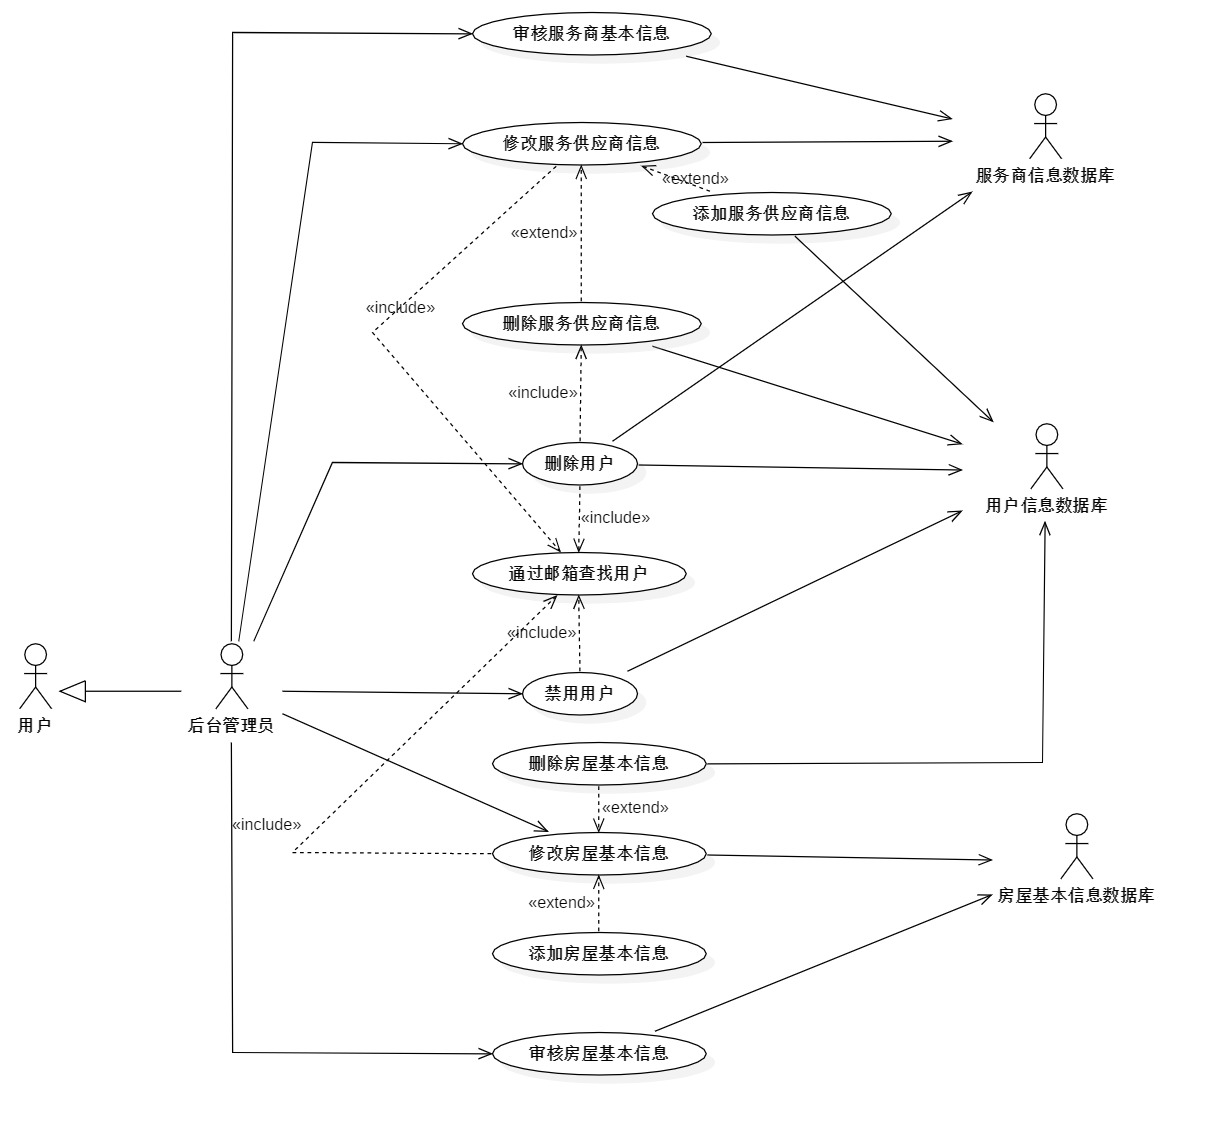 审核服务商基本信息
修改服务供应商信息
服务商信息数据库
«extend»
添加服务供应商信息
«extend»
«include»
删除服务供应商信息
«include»
删除用户
用户信息数据库
«include»
通过邮箱查找用户
«include»
禁用用户
用户
后台管理员
删除房屋基本信息
«extend»
«include»
修改房屋基本信息
房屋基本信息数据库
«extend»
添加房屋基本信息
审核房屋基本信息